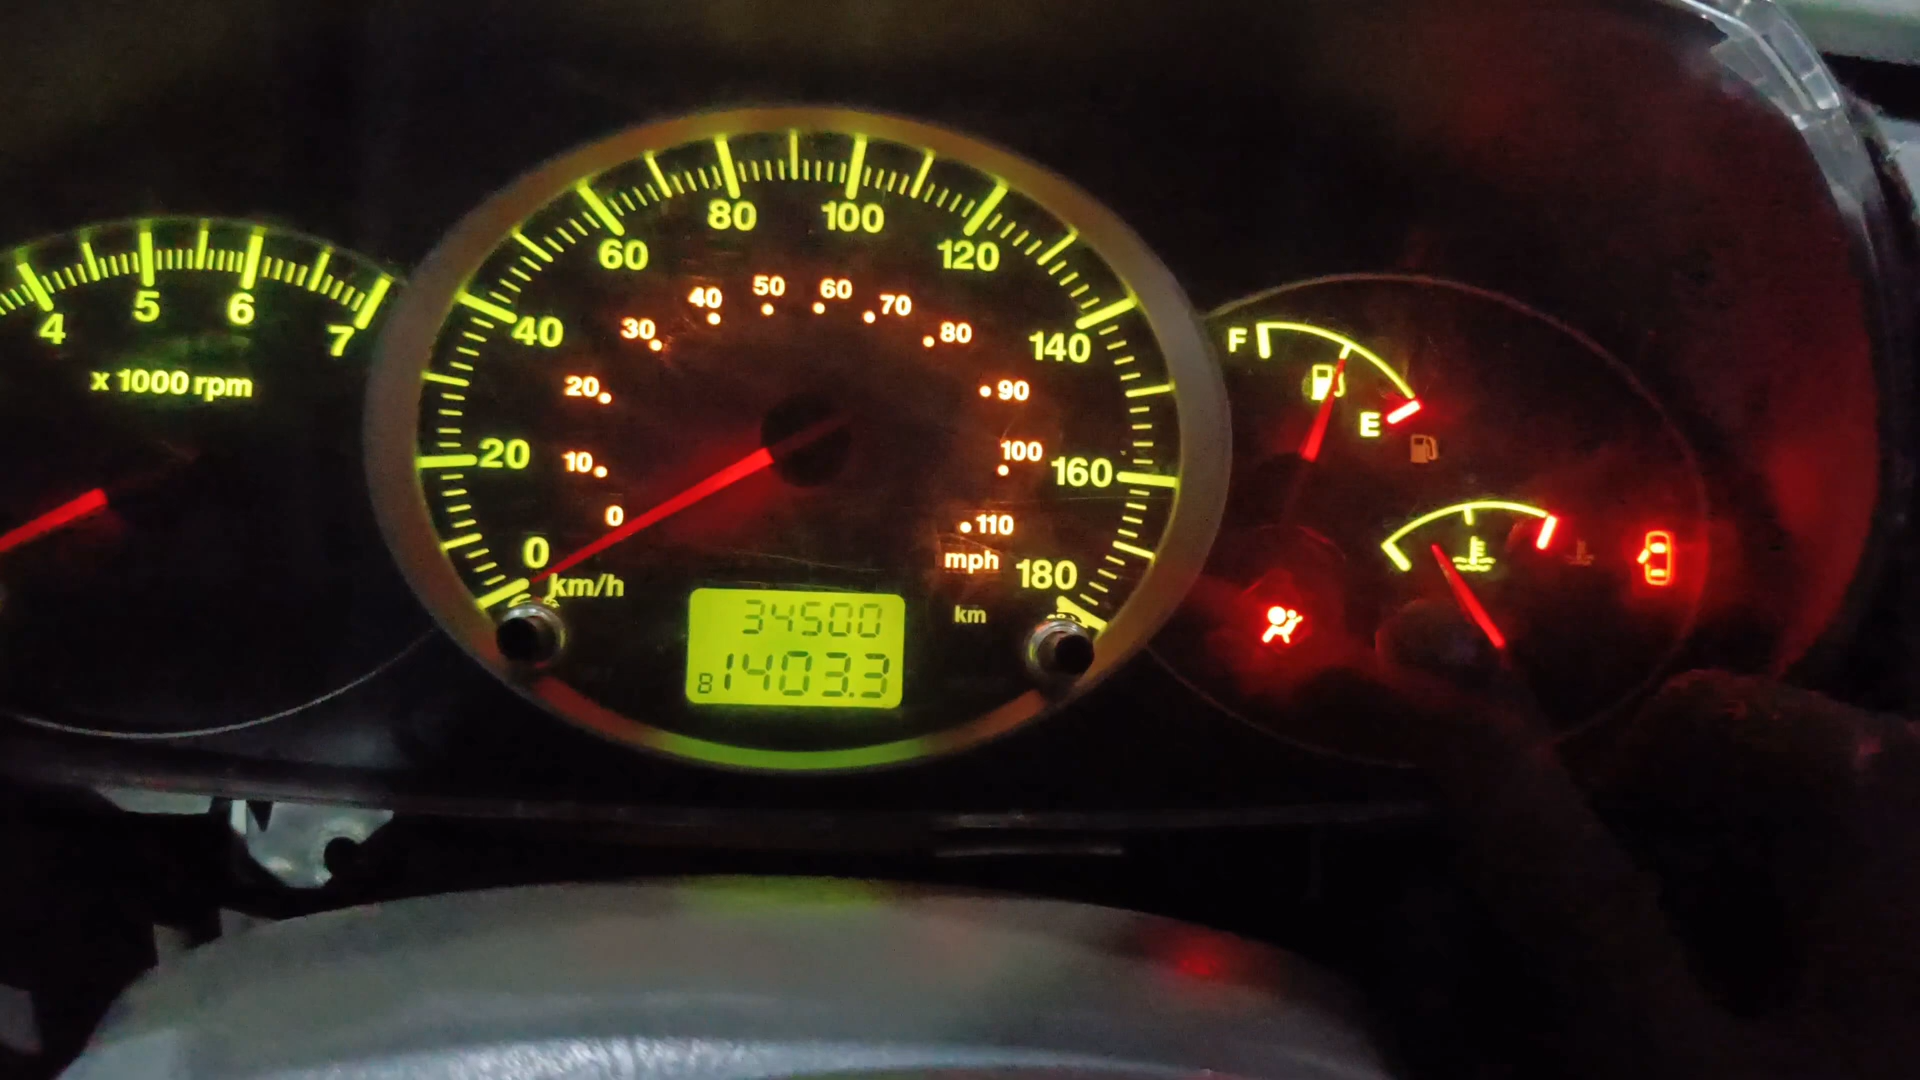 4 5 6 7
x 1000 rpm
0 20 40 60 80 100 120 140 160 180
km/h
0 10 20 30 40 50 60 70 80 90 100 110
mph
km
34500
8 1403.3
F
E